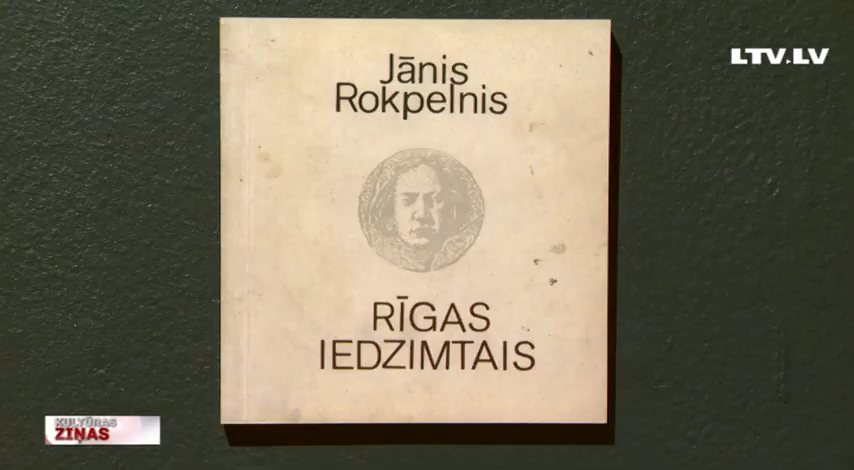 LTV.LV
Jānis
Rokpelnis
RĪGAS
IEDZIMTAIS
KULTŪRAS
ZIŅAS